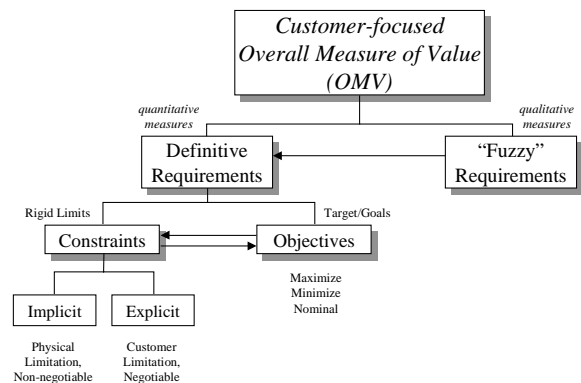 Customer-focused
Overall Measure of Value
(OMV)
quantitative
measures
qualitative
measures
Definitive
Requirements
“Fuzzy”
Requirements
Rigid Limits
Target/Goals
Constraints
Objectives
Maximize
Minimize
Nominal
Implicit
Explicit
Physical
Limitation,
Non-negotiable
Customer
Limitation,
Negotiable